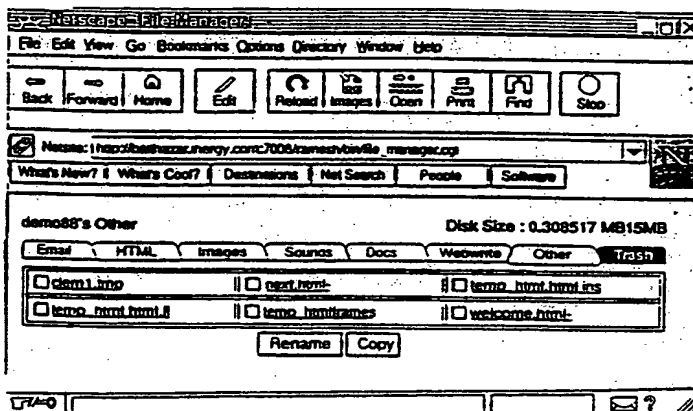 Netscape - [File Manager]
File Edit View Go Bookmarks Options Directory Window Help
Back Forward Home Edit Reload Images Open Print Find Stop
Netsite:
What's New? What's Cool? Destinations Net Search People Software
demo88's Other Disk Size : 0.308517 MB15MB
Email HTML Images Sounds Docs Webwrite Other Trash
dem1.tmp next.html~ temp_html.html.ins
temp_html.html.fl temp_htmlframes welcome.html~
Rename Copy
?